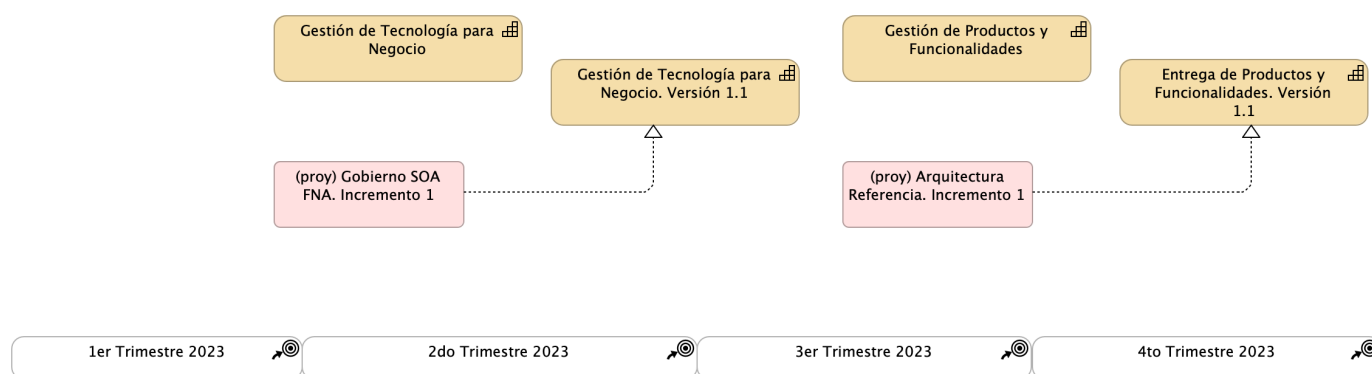 Gestión de Tecnología para
Negocio
Gestión de Tecnología para
Negocio. Versión 1.1
Gestión de Productos y
Funcionalidades
Entrega de Productos y
Funcionalidades. Versión
1.1
(proy) Gobierno SOA
FNA. Incremento 1
(proy) Arquitectura
Referencia. Incremento 1
1er Trimestre 2023
2do Trimestre 2023
3er Trimestre 2023
4to Trimestre 2023